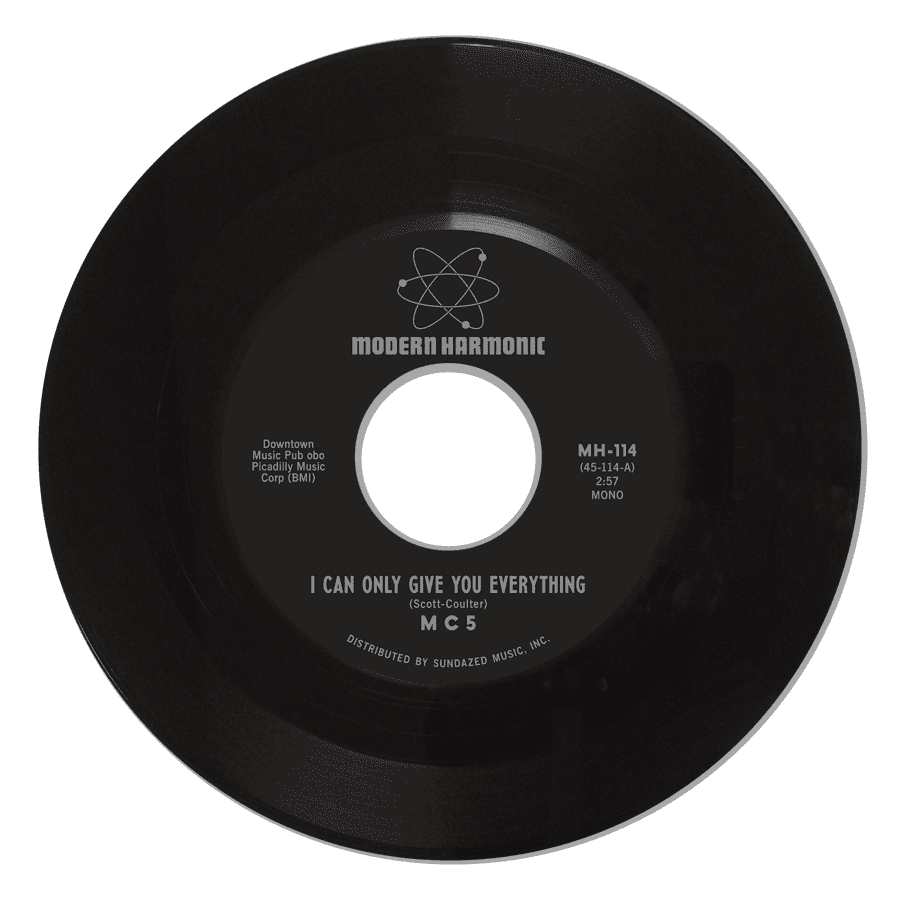 MODERN HARMONIC
Downtown
Music Pub obo
Picadilly Music
Corp (BMI)
MH-114
(45-114-A)
2:57
MONO
I CAN ONLY GIVE YOU EVERYTHING
(Scott-Coulter)
MC5
DISTRIBUTED BY SUNDAZED MUSIC, INC.